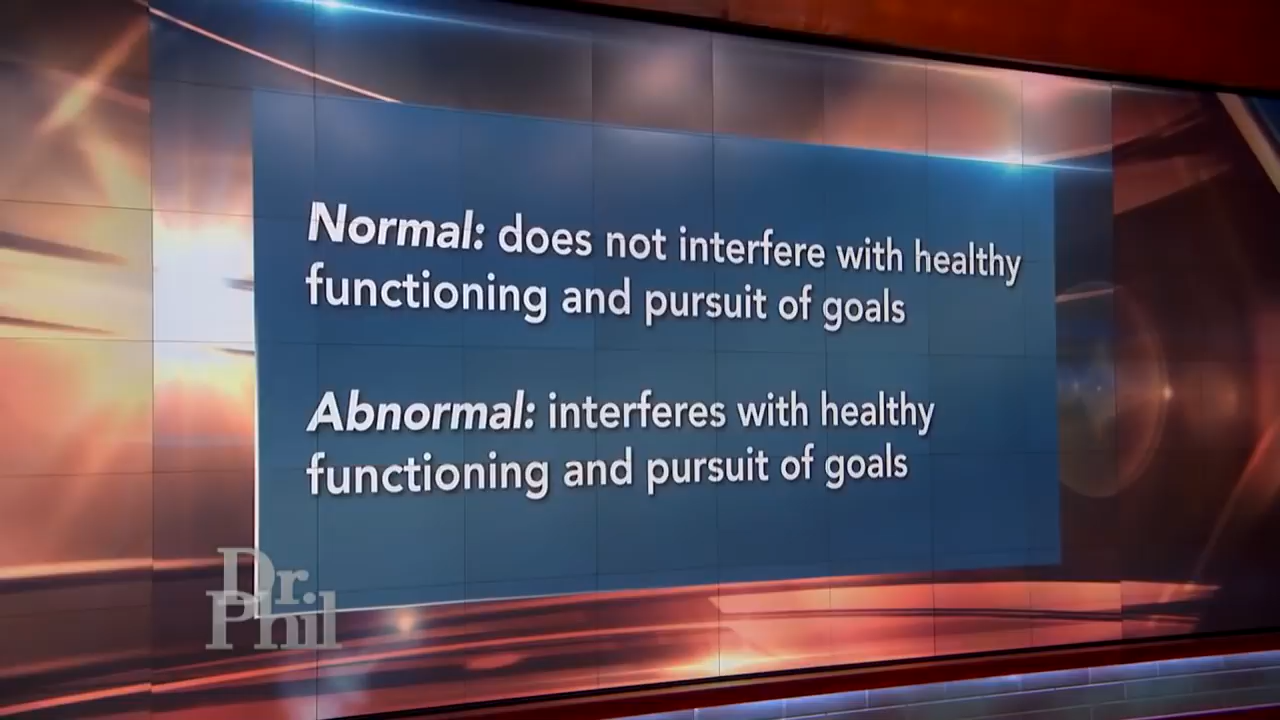 Normal: does not interfere with healthy
functioning and pursuit of goals
Abnormal: interferes with healthy
functioning and pursuit of goals
Dr.
Phil